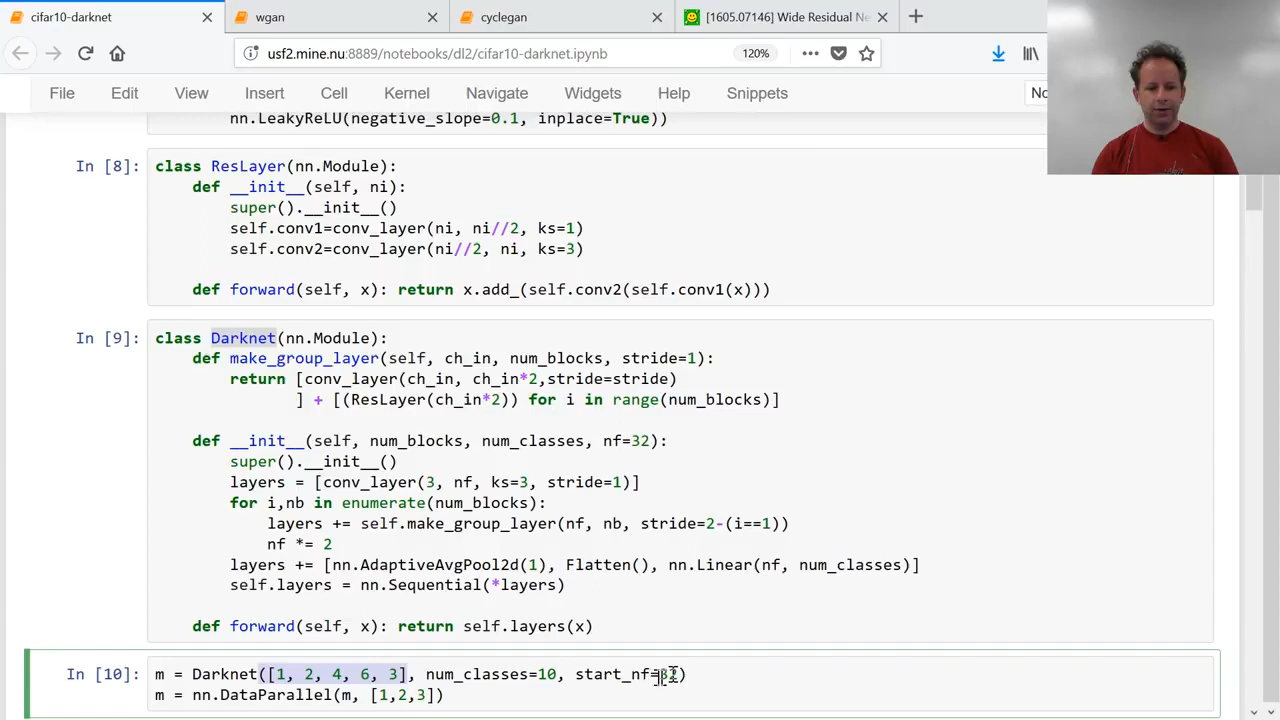 cifar10-darknet
wgan
cyclegan
[1605.07146] Wide Residual Ne
usf2.mine.nu:8889/notebooks/dl2/cifar10-darknet.ipynb
120%
File Edit View Insert Cell Kernel Navigate Widgets Help Snippets
No
nn.LeakyReLU(negative_slope=0.1, inplace=True))
In [8]:
class ResLayer(nn.Module):
def __init__(self, ni):
super().__init__()
self.conv1=conv_layer(ni, ni//2, ks=1)
self.conv2=conv_layer(ni//2, ni, ks=3)
def forward(self, x): return x.add_(self.conv2(self.conv1(x)))
In [9]:
class Darknet(nn.Module):
def make_group_layer(self, ch_in, num_blocks, stride=1):
return [conv_layer(ch_in, ch_in*2,stride=stride)
] + [(ResLayer(ch_in*2)) for i in range(num_blocks)]
def __init__(self, num_blocks, num_classes, nf=32):
super().__init__()
layers = [conv_layer(3, nf, ks=3, stride=1)]
for i,nb in enumerate(num_blocks):
layers += self.make_group_layer(nf, nb, stride=2-(i==1))
nf *= 2
layers += [nn.AdaptiveAvgPool2d(1), Flatten(), nn.Linear(nf, num_classes)]
self.layers = nn.Sequential(*layers)
def forward(self, x): return self.layers(x)
In [10]:
m = Darknet([1, 2, 4, 6, 3], num_classes=10, start_nf=32)
m = nn.DataParallel(m, [1,2,3])